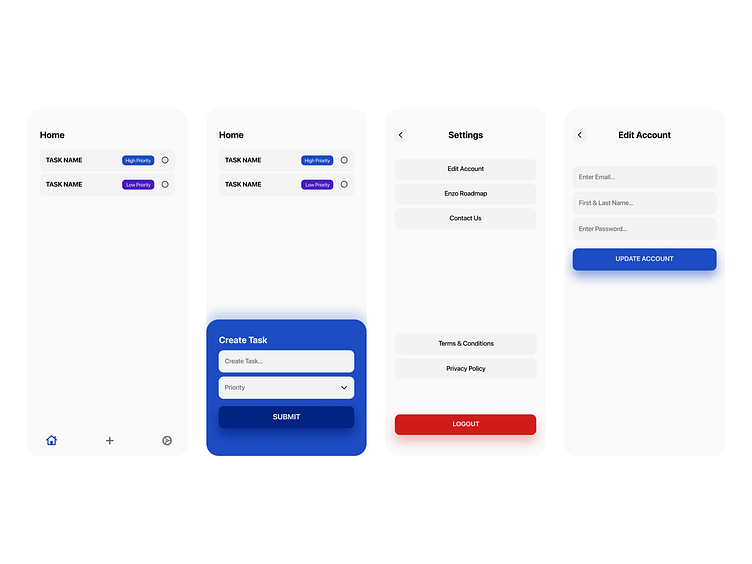 Home
TASK NAME High Priority
TASK NAME Low Priority
Home
TASK NAME High Priority
TASK NAME Low Priority
Create Task
Create Task...
Priority
SUBMIT
Settings
Edit Account
Enzo Roadmap
Contact Us
Terms & Conditions
Privacy Policy
LOGOUT
Edit Account
Enter Email...
First & Last Name...
Enter Password...
UPDATE ACCOUNT